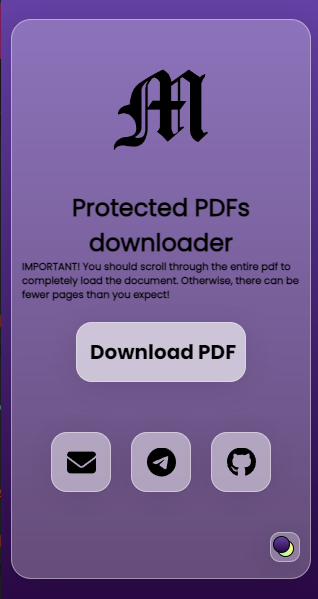 M
Protected PDFs
downloader
IMPORTANT! You should scroll through the entire pdf to
completely load the document. Otherwise, there can be
fewer pages than you expect!
Download PDF